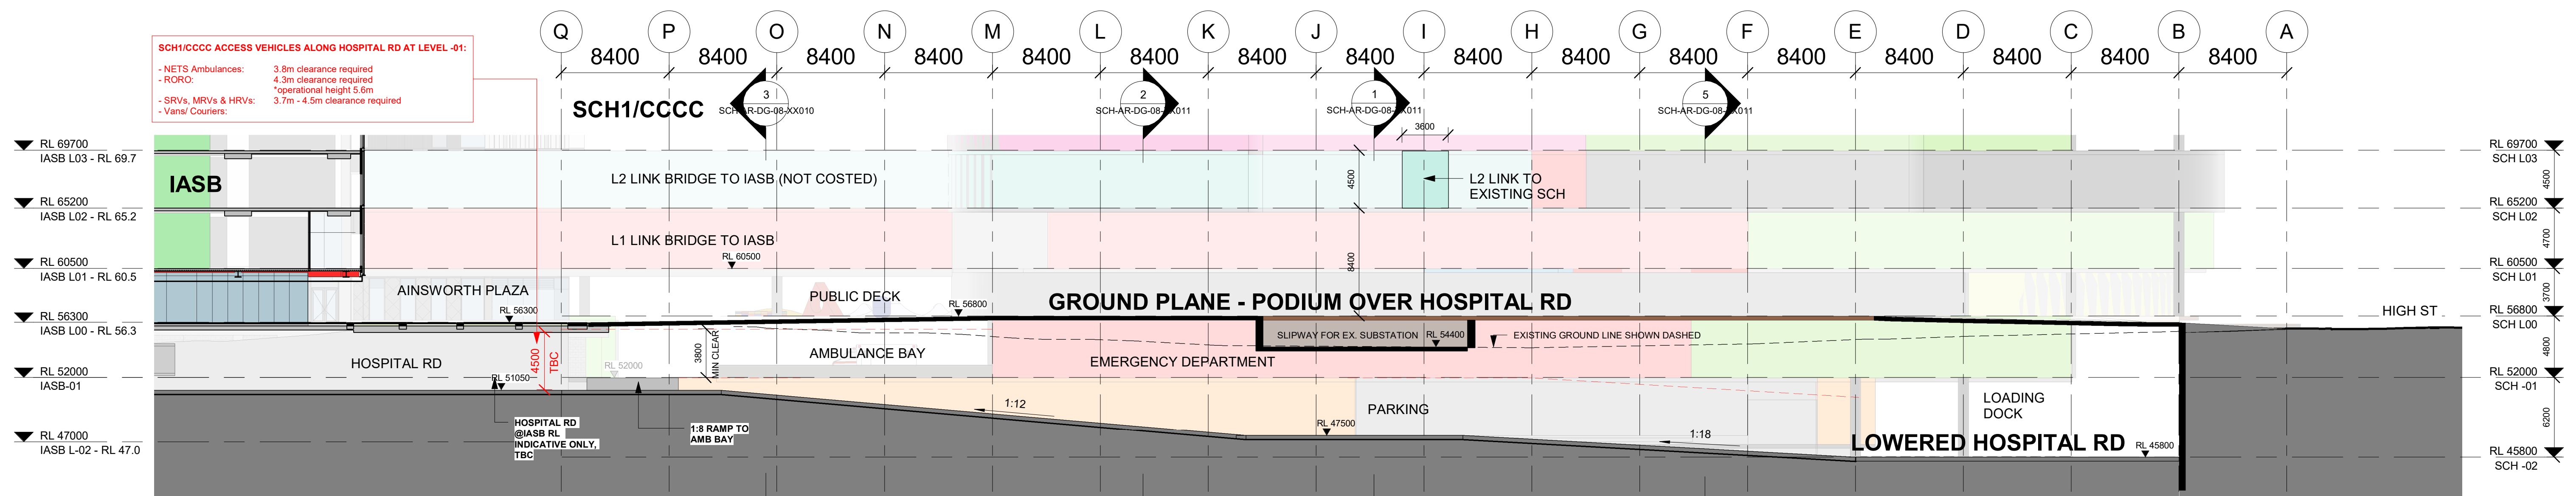 Q P O N M L K J I H G F E D C B A
8400 8400 8400 8400 8400 8400 8400 8400 8400 8400 8400 8400 8400 8400 8400 8400
SCH1/CCCC ACCESS VEHICLES ALONG HOSPITAL RD AT LEVEL -01:
- NETS Ambulances: 3.8m clearance required
- RORO: 4.3m clearance required
*operational height 5.6m
- SRVs, MRVs & HRVs: 3.7m - 4.5m clearance required
- Vans/ Couriers:
SCH1/CCCC
3
SCH-AR-DG-08-XX010
2
SCH-AR-DG-08-XX011
1
SCH-AR-DG-08-XX011
5
SCH-AR-DG-08-XX011
3600
RL 69700
IASB L03 - RL 69.7
RL 65200
IASB L02 - RL 65.2
RL 60500
IASB L01 - RL 60.5
RL 56300
IASB L00 - RL 56.3
RL 52000
IASB-01
RL 47000
IASB L-02 - RL 47.0
IASB
L2 LINK BRIDGE TO IASB (NOT COSTED)
4500
L2 LINK TO
EXISTING SCH
L1 LINK BRIDGE TO IASB
RL 60500
8400
AINSWORTH PLAZA
RL 56300
PUBLIC DECK
RL 56800
GROUND PLANE - PODIUM OVER HOSPITAL RD
HIGH ST
SLIPWAY FOR EX. SUBSTATION
RL 54400
EXISTING GROUND LINE SHOWN DASHED
HOSPITAL RD
4500
TBC
3800
MIN CLEAR
AMBULANCE BAY
EMERGENCY DEPARTMENT
RL 52000
RL 51050
HOSPITAL RD
@IASB RL
INDICATIVE ONLY,
TBC
1:8 RAMP TO
AMB BAY
1:12
PARKING
RL 47500
1:18
LOADING
DOCK
LOWERED HOSPITAL RD
RL 45800
RL 69700
SCH L03
4500
RL 65200
SCH L02
4700
RL 60500
SCH L01
3700
RL 56800
SCH L00
4800
RL 52000
SCH -01
6200
RL 45800
SCH -02